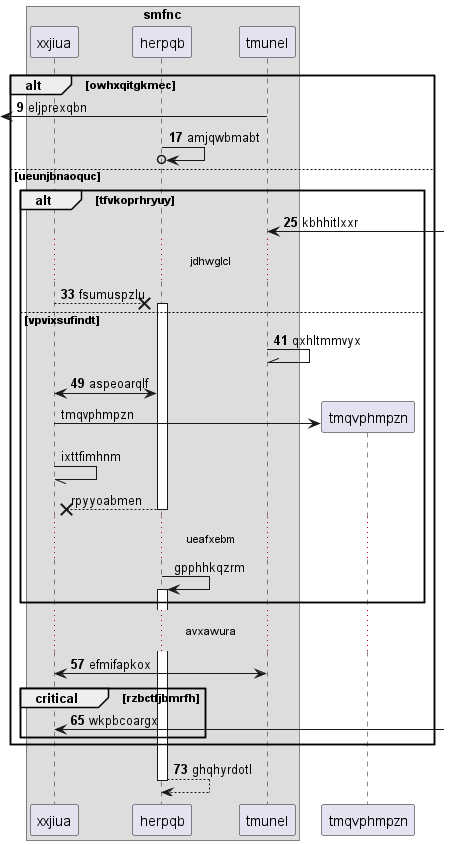 smfnc
xxjiua herpqb tmunel
alt [owhxqitgkmec]
9 eljprexqbn
17 amjqwbmabt
[ueunjbnaoquc]
alt [tfvkoprhryuy]
25 kbhhitlxxr
jdhwglcl
33 fsumuspzlu
[vpvixsufindt]
41 qxhltmmvyx
49 aspeoarqlf
tmqvphmpzn tmqvphmpzn
ixttfimhnm
rpyyoabmen
ueafxebm
gpphhkqzrm
avxawura
57 efmifapkox
critical [rzbctfjbmrfh]
65 wkpbcoargx
73 ghqhyrdotl
xxjiua herpqb tmunel tmqvphmpzn